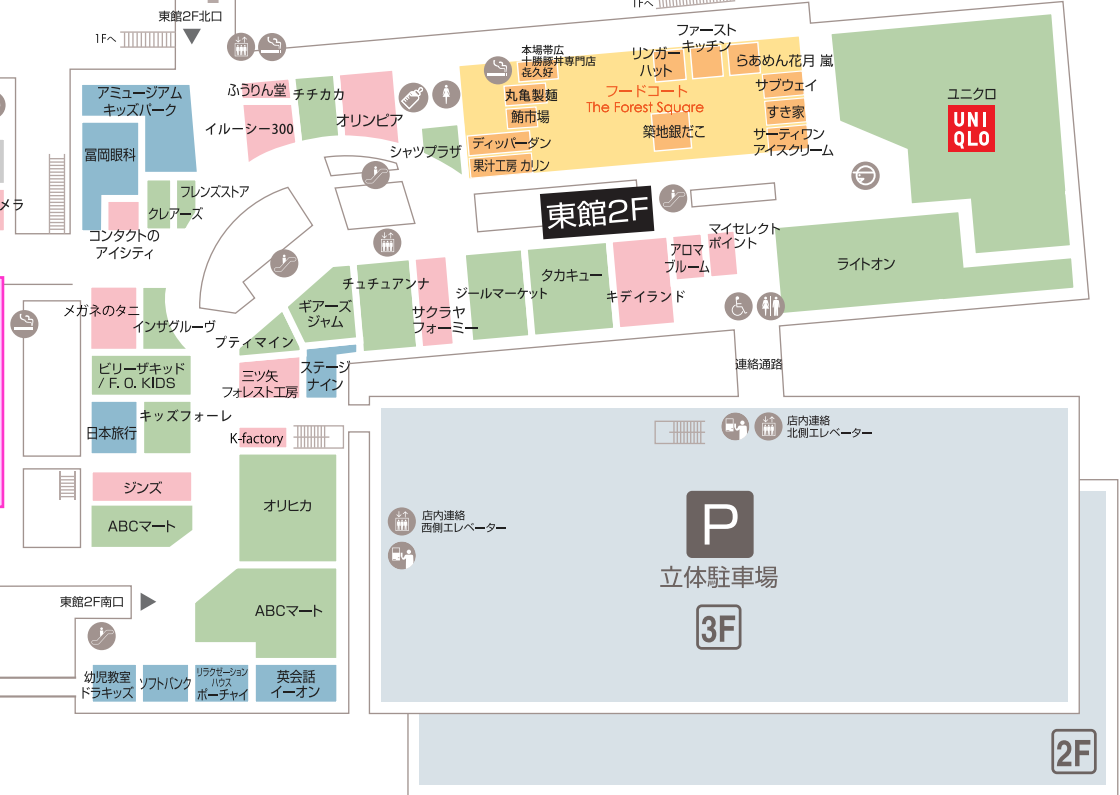 東館2F北口
1Fへ
1Fへ
アミュージアム
キッズパーク
冨岡眼科
フレンズストア
クレアーズ
コンタクトの
アイシティ
メラ
ふうりん堂
チチカカ
オリンピア
イルーシー300
シャツプラザ
本場帯広
十勝豚丼専門店
㐂久好
丸亀製麺
鮪市場
ディッパーダン
果汁工房 カリン
リンガー
ハット
ファースト
キッチン
らあめん花月 嵐
サブウェイ
すき家
サーティワン
アイスクリーム
フードコート
The Forest Square
築地銀だこ
ユニクロ
UNI
QLO
東館2F
マイセレクト
ポイント
アロマ
ブルーム
キデイランド
タカキュー
ジールマーケット
サクラヤ
フォーミー
チュチュアンナ
ギアーズ
ジャム
プティマイン
ライトオン
メガネのタニ
インザグルーヴ
ビリーザキッド
/ F. O. KIDS
日本旅行
キッズフォーレ
三ツ矢
フォレスト工房
ステージ
ナイン
K-factory
ジンズ
ABCマート
オリヒカ
ABCマート
連絡通路
店内連絡
北側エレベーター
店内連絡
西側エレベーター
P
立体駐車場
3F
2F
東館2F南口
幼児教室
ドラキッズ
ソフトバンク
リラクゼーション
ハウス
ポーチャイ
英会話
イーオン